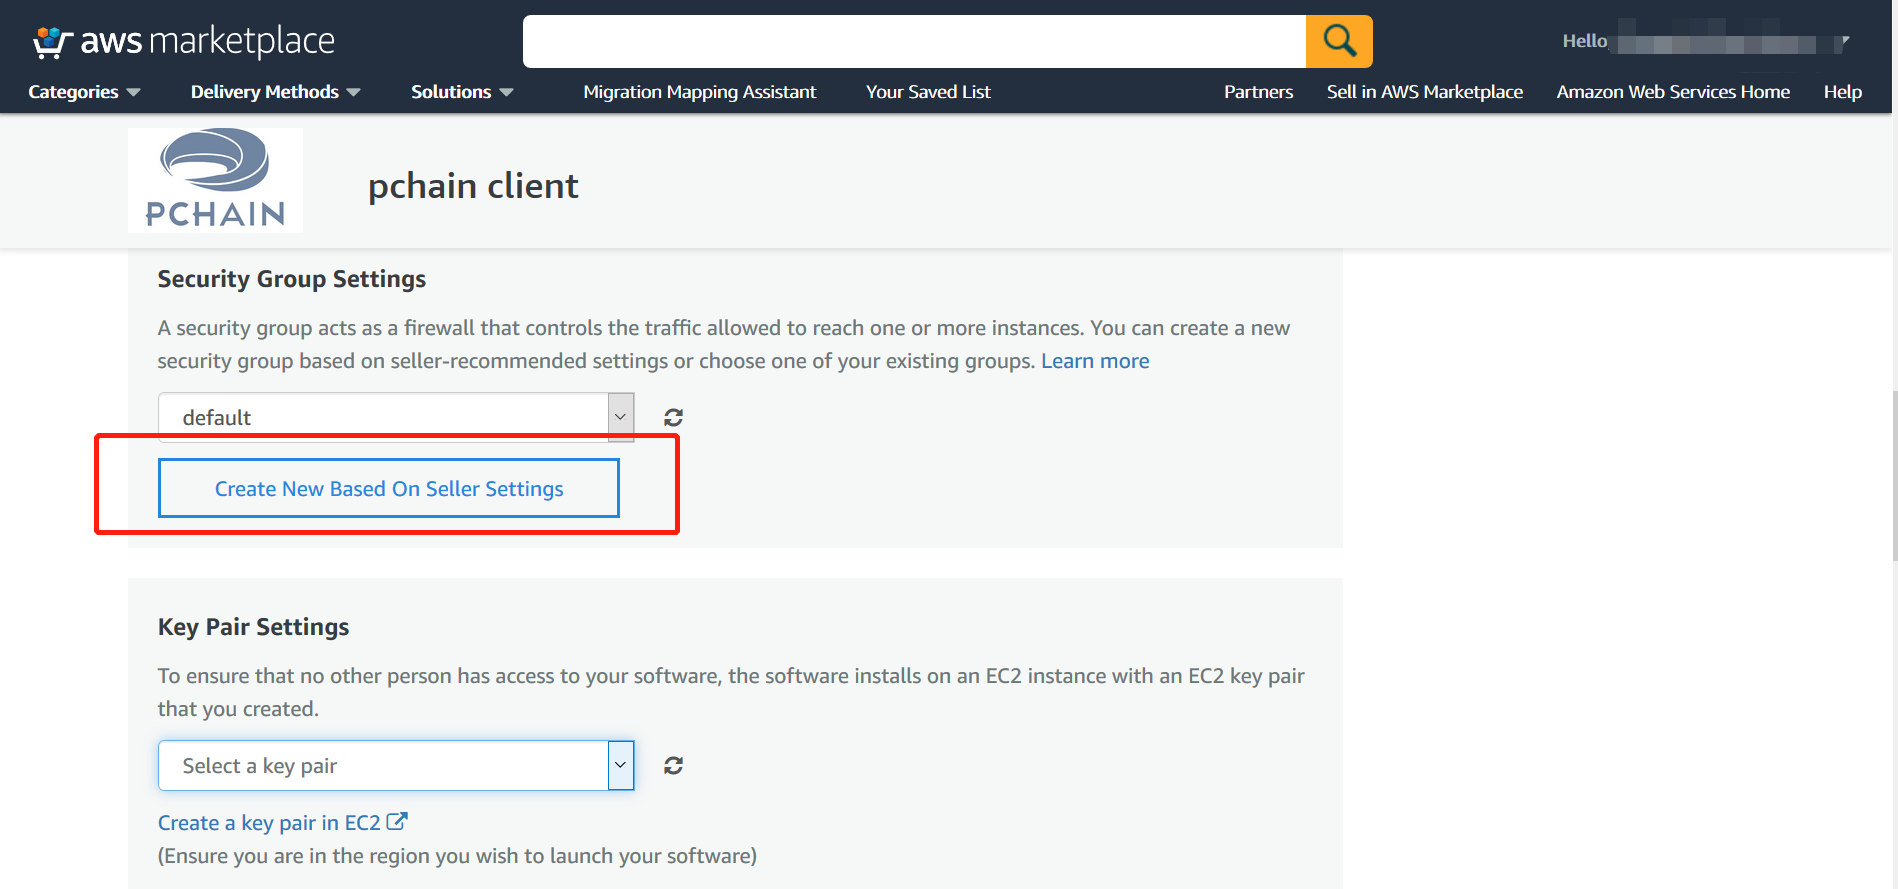 aws marketplace
Hello
Categories
Delivery Methods
Solutions
Migration Mapping Assistant
Your Saved List
Partners
Sell in AWS Marketplace
Amazon Web Services Home
Help
PCHAIN
pchain client
Security Group Settings
A security group acts as a firewall that controls the traffic allowed to reach one or more instances. You can create a new
security group based on seller-recommended settings or choose one of your existing groups. Learn more
default
Create New Based On Seller Settings
Key Pair Settings
To ensure that no other person has access to your software, the software installs on an EC2 instance with an EC2 key pair
that you created.
Select a key pair
Create a key pair in EC2
(Ensure you are in the region you wish to launch your software)